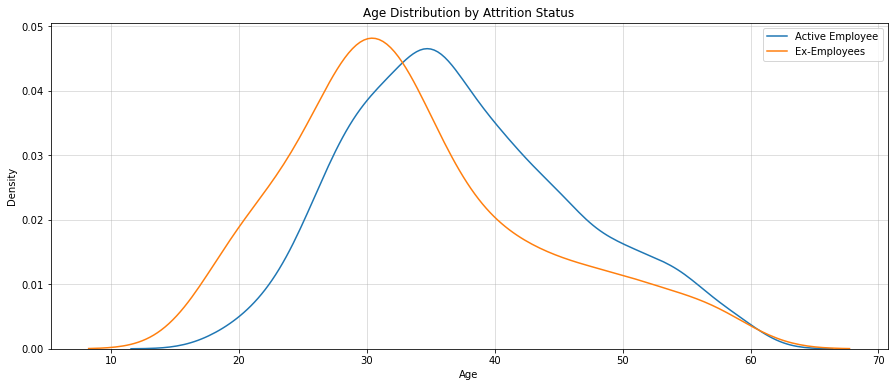 Age Distribution by Attrition Status
Active Employee
Ex-Employees
Density
0.05
0.04
0.03
0.02
0.01
0.00
10 20 30 40 50 60 70
Age